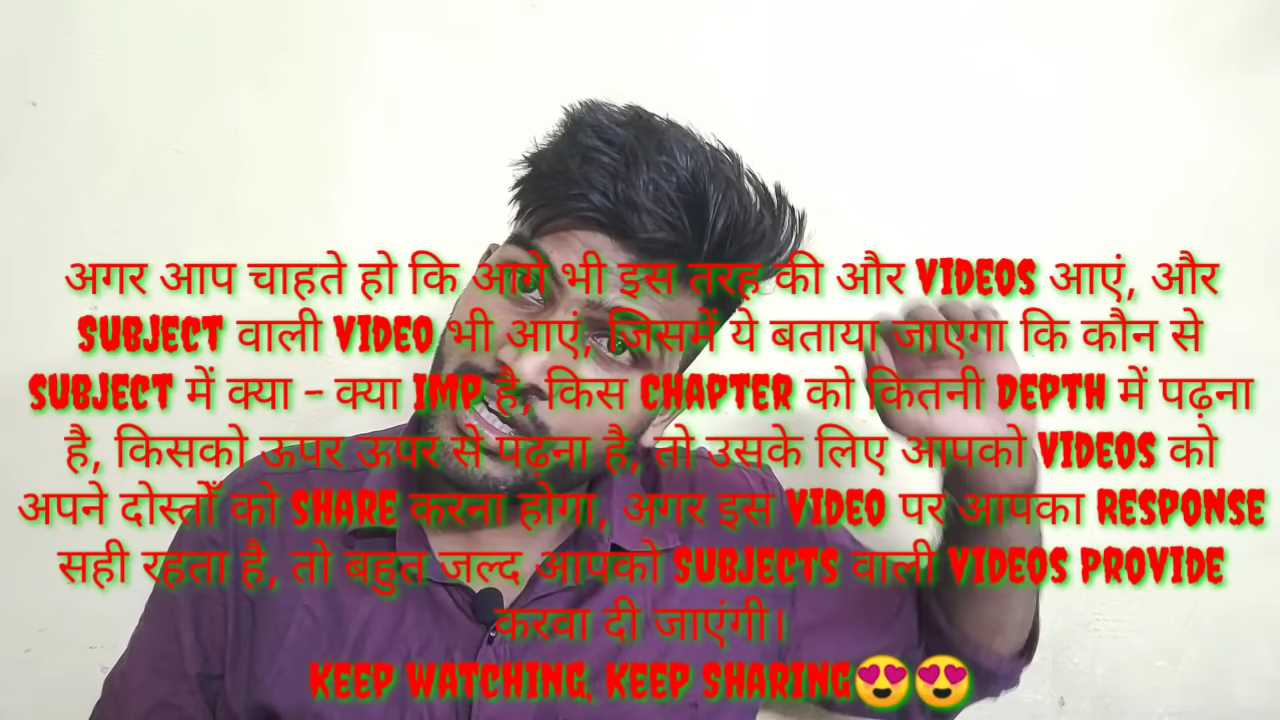 अगर आप चाहते हो कि आगे भी इस तरह की और VIDEOS आएं, और
SUBJECT वाली VIDEO भी आएं, जिसमें ये बताया जाएगा कि कौन से
SUBJECT में क्या - क्या IMP है, किस CHAPTER को कितनी DEPTH में पढ़ना
है, किसको ऊपर ऊपर से पढ़ना है, तो उसके लिए आपको VIDEOS को
अपने दोस्तों को SHARE करना होगा, अगर इस VIDEO पर आपका RESPONSE
सही रहता है, तो बहुत जल्द आपको SUBJECTS वाली VIDEOS PROVIDE
करवा दी जाएंगी।
KEEP WATCHING, KEEP SHARING😍😍